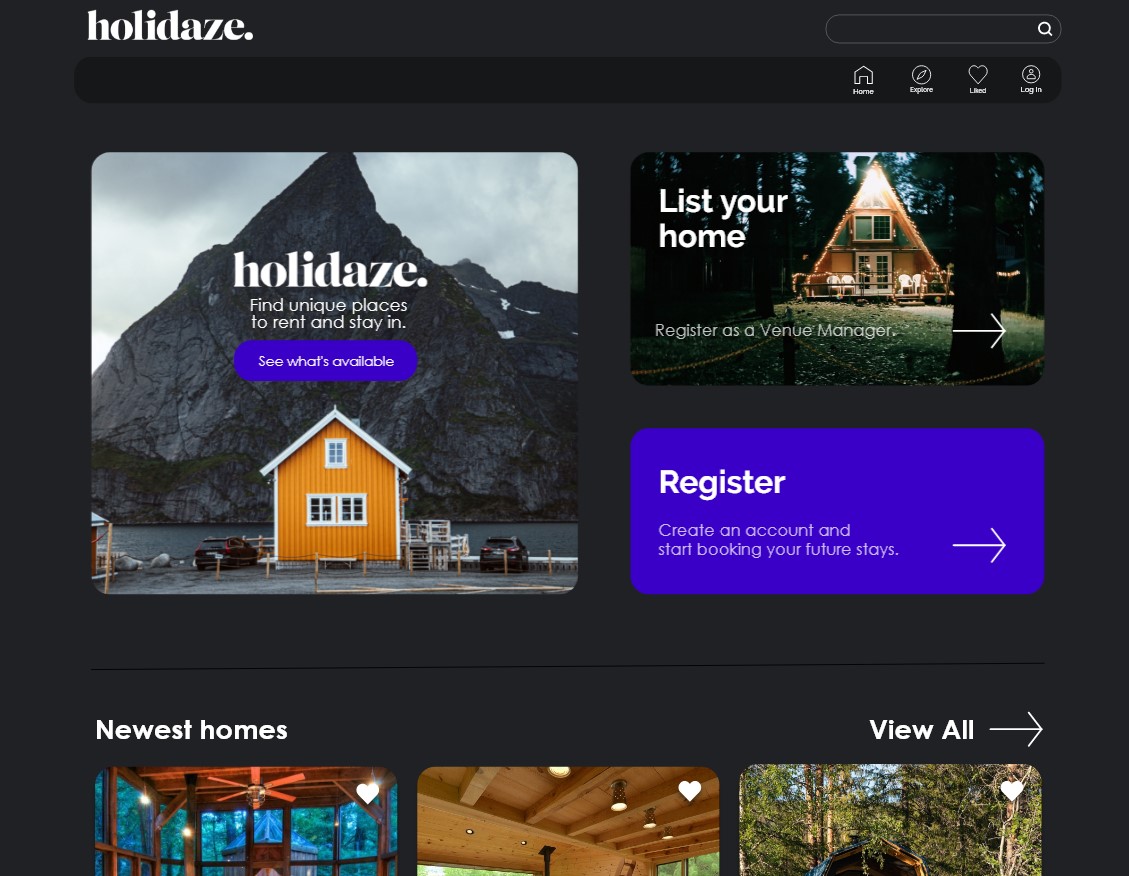 holidaze.
Home
Explore
Liked
Log In
holidaze.
Find unique places
to rent and stay in.
See what's available
List your
home
Register as a Venue Manager.
Register
Create an account and
start booking your future stays.
Newest homes
View All